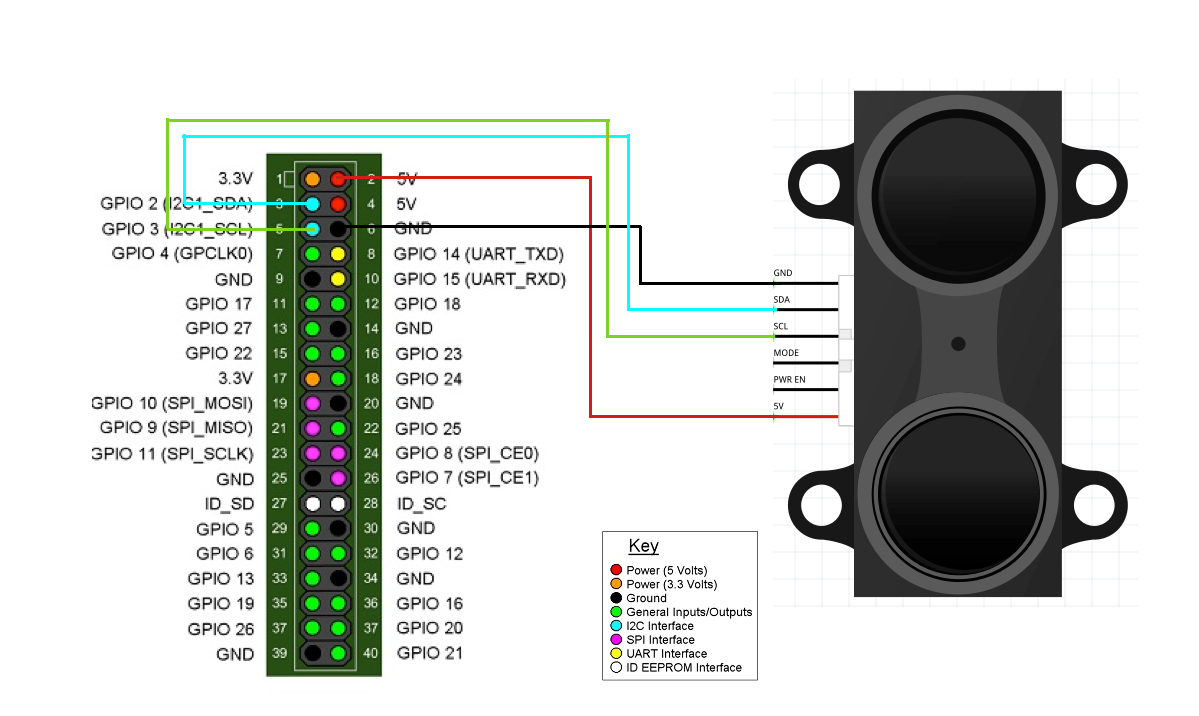 3.3V 1 2 5V
GPIO 2 (I2C1_SDA) 3 4 5V
GPIO 3 (I2C1_SCL) 5 6 GND
GPIO 4 (GPCLK0) 7 8 GPIO 14 (UART_TXD)
GND 9 10 GPIO 15 (UART_RXD)
GPIO 17 11 12 GPIO 18
GPIO 27 13 14 GND
GPIO 22 15 16 GPIO 23
3.3V 17 18 GPIO 24
GPIO 10 (SPI_MOSI) 19 20 GND
GPIO 9 (SPI_MISO) 21 22 GPIO 25
GPIO 11 (SPI_SCLK) 23 24 GPIO 8 (SPI_CE0)
GND 25 26 GPIO 7 (SPI_CE1)
ID_SD 27 28 ID_SC
GPIO 5 29 30 GND
GPIO 6 31 32 GPIO 12
GPIO 13 33 34 GND
GPIO 19 35 36 GPIO 16
GPIO 26 37 37 GPIO 20
GND 39 40 GPIO 21
GND
SDA
SCL
MODE
PWR EN
5V
Key
Power (5 Volts)
Power (3.3 Volts)
Ground
General Inputs/Outputs
I2C Interface
SPI Interface
UART Interface
ID EEPROM Interface